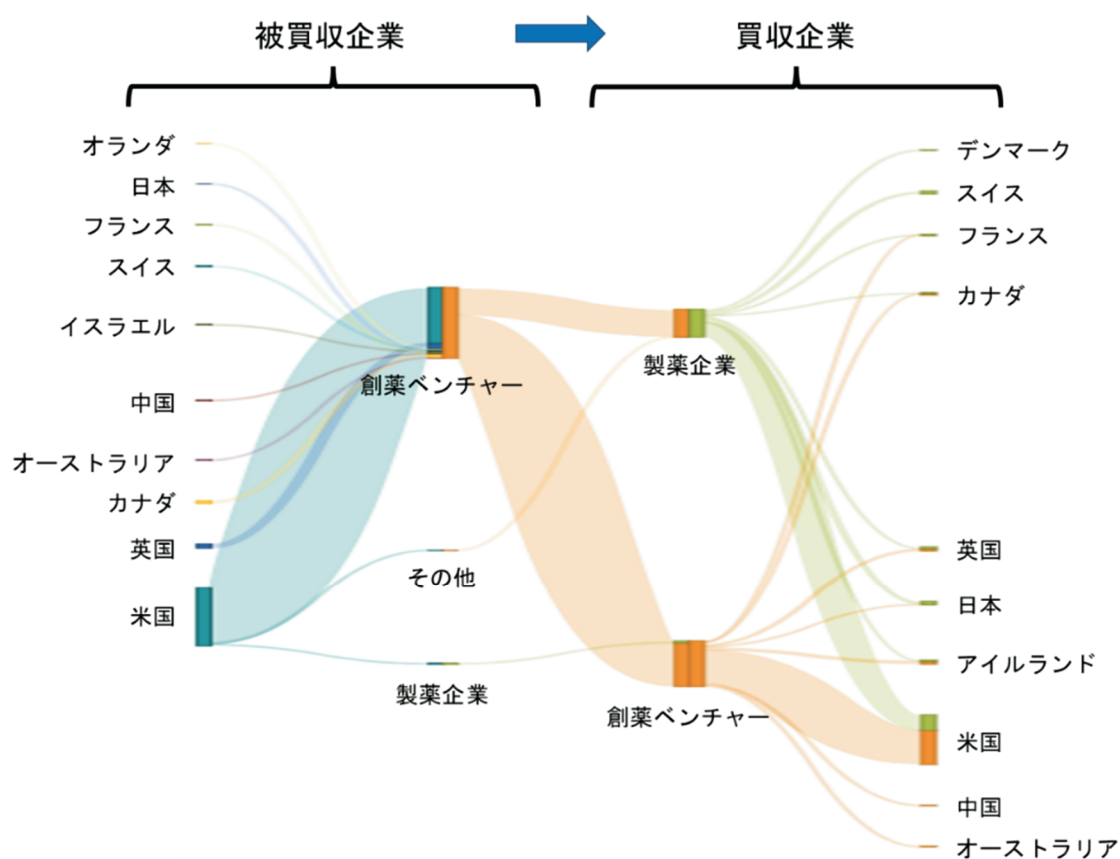 被買収企業
買収企業
オランダ
日本
フランス
スイス
イスラエル
中国
オーストラリア
カナダ
英国
米国
創薬ベンチャー
その他
製薬企業
製薬企業
創薬ベンチャー
デンマーク
スイス
フランス
カナダ
英国
日本
アイルランド
米国
中国
オーストラリア